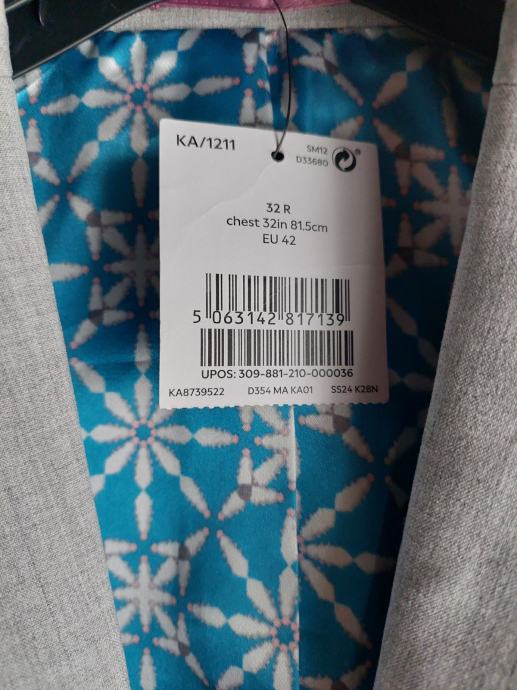 KA/1211
SM12
D33680
®
32 R
chest 32in 81.5cm
EU 42
5 063142 817139
UPOS: 309-881-210-000036
KA8739522 D354 MA KA01 SS24 K28N